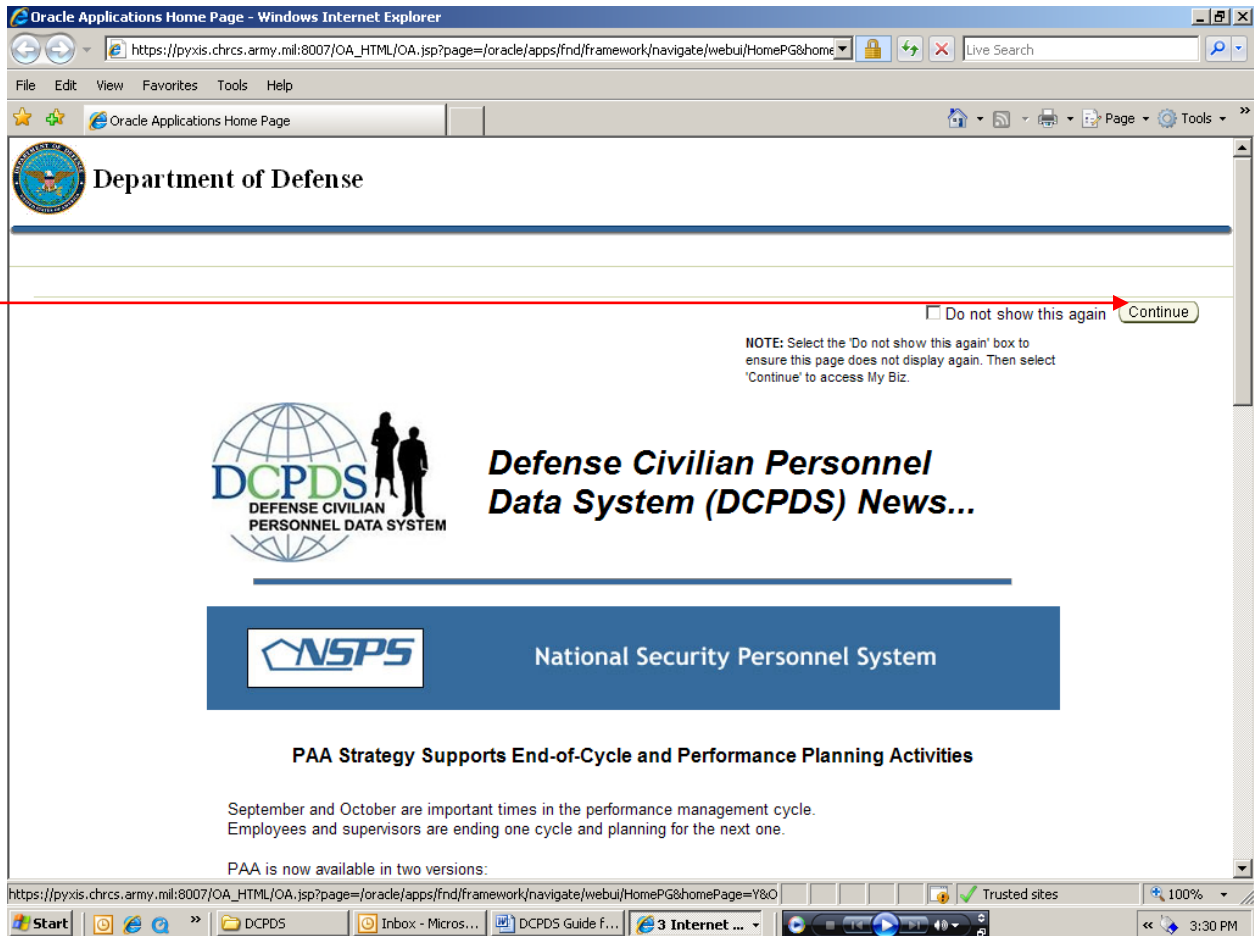 Oracle Applications Home Page - Windows Internet Explorer
https://pyxis.chrcs.army.mil:8007/OA_HTML/OA.jsp?page=/oracle/apps/fnd/framework/navigate/webui/HomePG&home
Live Search
File Edit View Favorites Tools Help
Oracle Applications Home Page
Page Tools
Department of Defense
Do not show this again Continue
NOTE: Select the 'Do not show this again' box to
ensure this page does not display again. Then select
'Continue' to access My Biz.
DCPDS
DEFENSE CIVILIAN
PERSONNEL DATA SYSTEM
Defense Civilian Personnel
Data System (DCPDS) News...
NSPS
National Security Personnel System
PAA Strategy Supports End-of-Cycle and Performance Planning Activities
September and October are important times in the performance management cycle.
Employees and supervisors are ending one cycle and planning for the next one.
PAA is now available in two versions:
https://pyxis.chrcs.army.mil:8007/OA_HTML/OA.jsp?page=/oracle/apps/fnd/framework/navigate/webui/HomePG&homePage=Y&O
Trusted sites
100%
Start
DCPDS
Inbox - Micros...
DCPDS Guide f...
3 Internet ...
3:30 PM